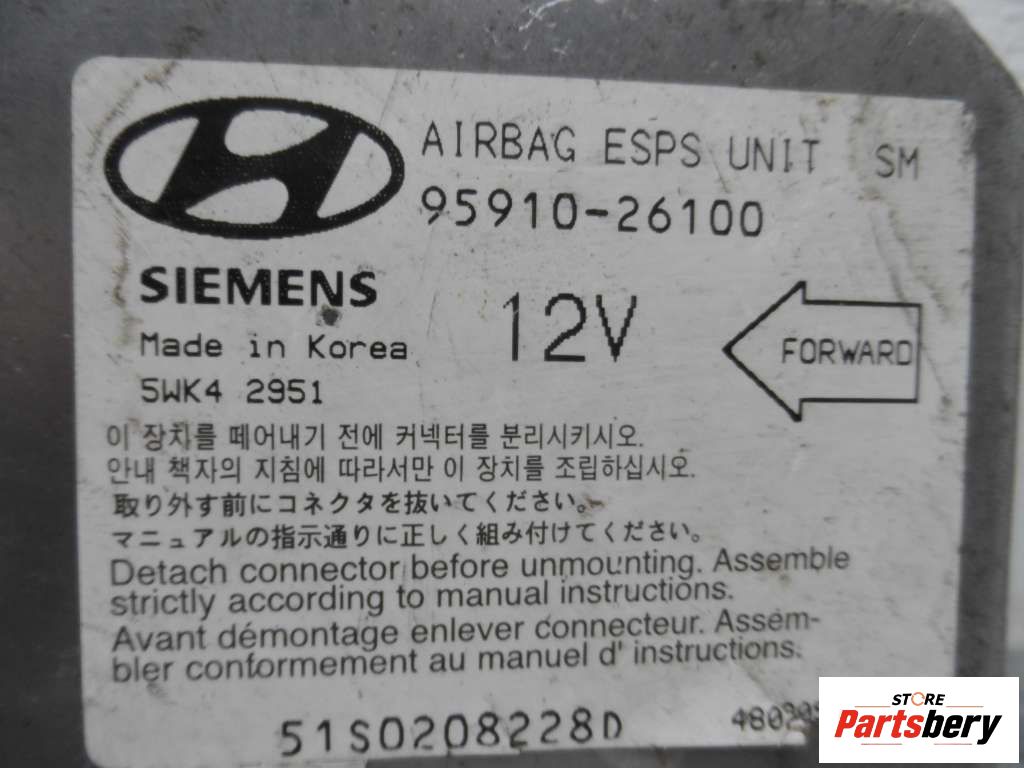 AIRBAG ESPS UNIT SM
95910-26100
SIEMENS
12V
FORWARD
Made in Korea
5WK4 2951
이 장치를 떼어내기 전에 커넥터를 분리시키시오.
안내 책자의 지침에 따라서만 이 장치를 조립하십시오.
取り外す前にコネクタを抜いてください。
マニュアルの指示通りに正しく組み付けてください。
Detach connector before unmounting. Assemble
strictly according to manual instructions.
Avant démontage enlever connecteur. Assem-
bler conformement au manuel d' instructions.
51S0208228D
STORE
Partsbery